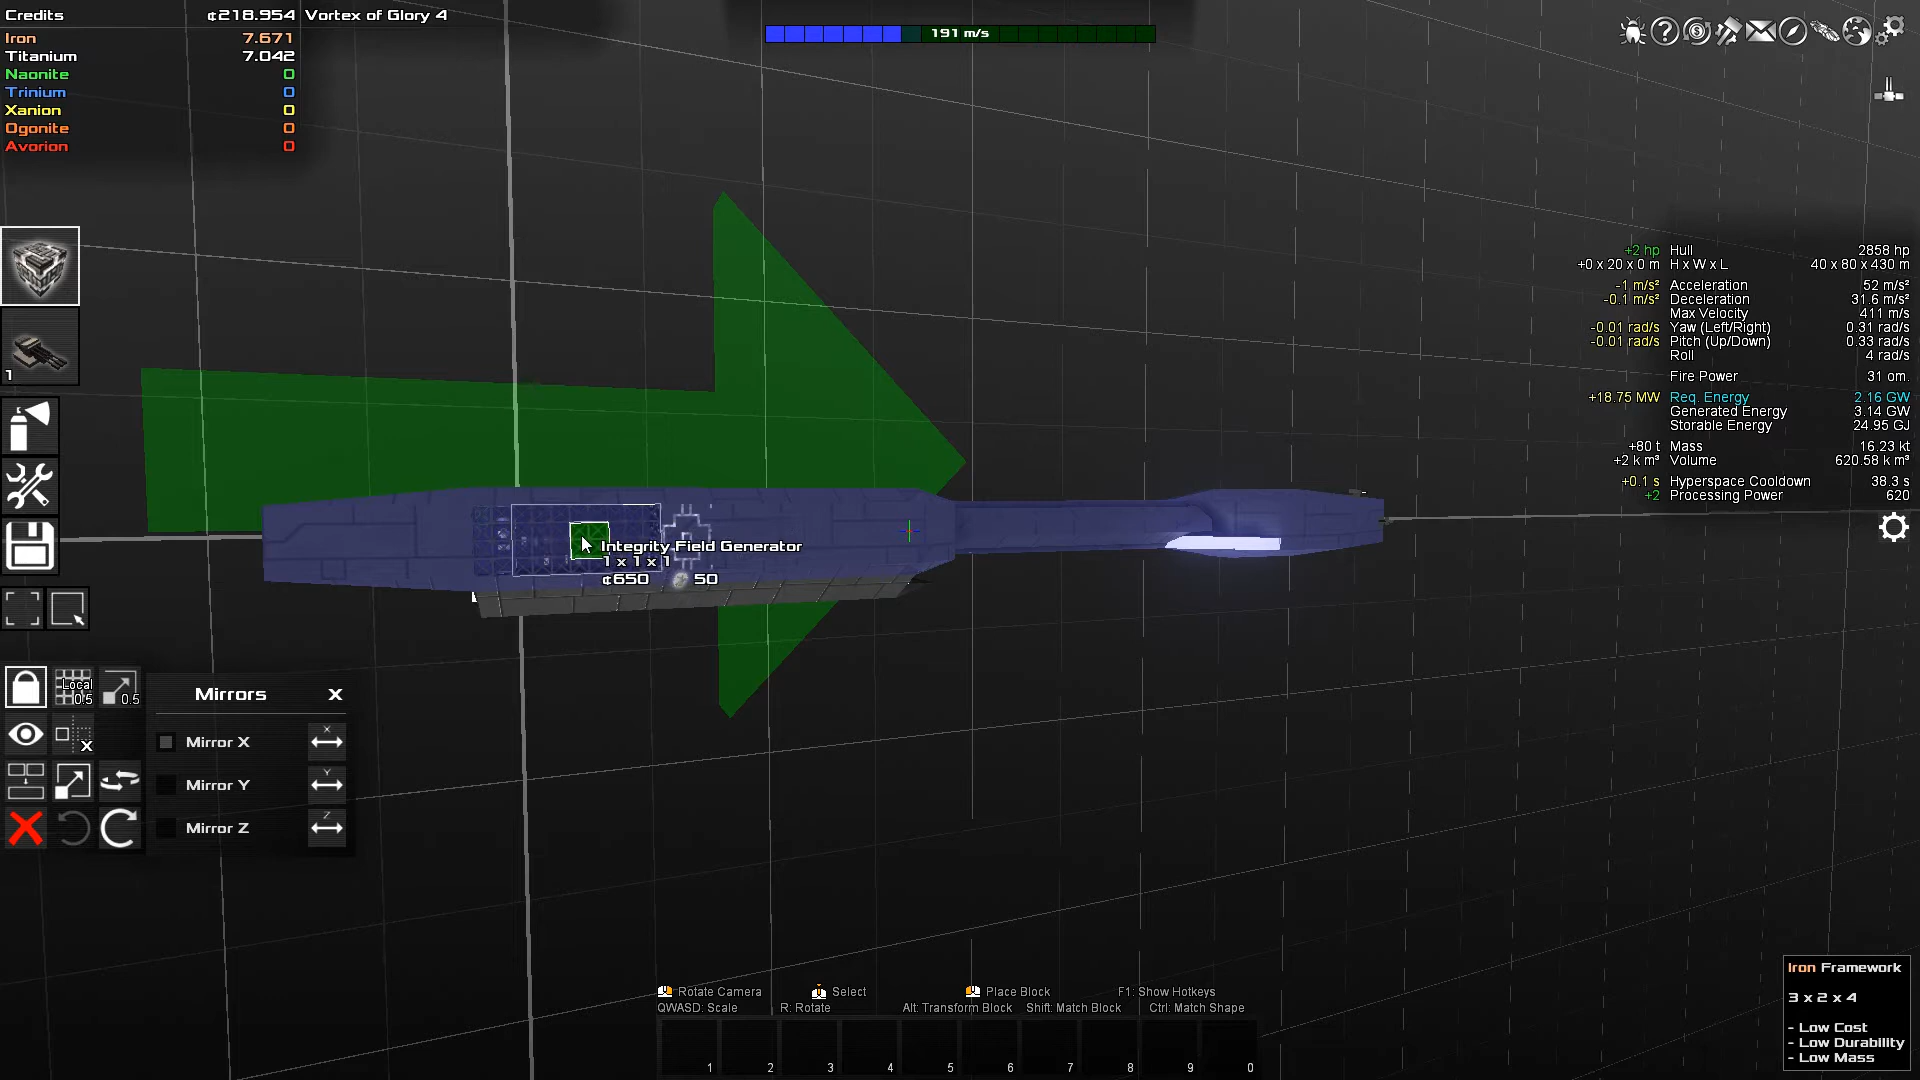 Credits ¢218.954 Vortex of Glory 4
Iron 7.671
Titanium 7.042
Naonite 0
Trinium 0
Xanion 0
Ogonite 0
Avorion 0
191 m/s
1
+2 hp Hull 2858 hp
+0 x 20 x 0 m H x W x L 40 x 80 x 430 m
-1 m/s² Acceleration 52 m/s²
-0.1 m/s² Deceleration 31.6 m/s²
Max Velocity 411 m/s
-0.01 rad/s Yaw (Left/Right) 0.31 rad/s
-0.01 rad/s Pitch (Up/Down) 0.33 rad/s
Roll 4 rad/s
Fire Power 31 om.
+18.75 MW Req. Energy 2.16 GW
Generated Energy 3.14 GW
Storable Energy 24.95 GJ
+80 t Mass 16.23 kt
+2 k m³ Volume 620.58 k m³
+0.1 s Hyperspace Cooldown 38.3 s
+2 Processing Power 620
Integrity Field Generator
1 x 1 x 1
¢650 50
Local
0.5 0.5
X
Mirrors X
Mirror X X
Mirror Y Y
Mirror Z Z
Rotate Camera Select Place Block F1: Show Hotkeys
QWASD: Scale R: Rotate Alt: Transform Block Shift: Match Block Ctrl: Match Shape
1 2 3 4 5 6 7 8 9 0
Iron Framework
3 x 2 x 4
- Low Cost
- Low Durability
- Low Mass